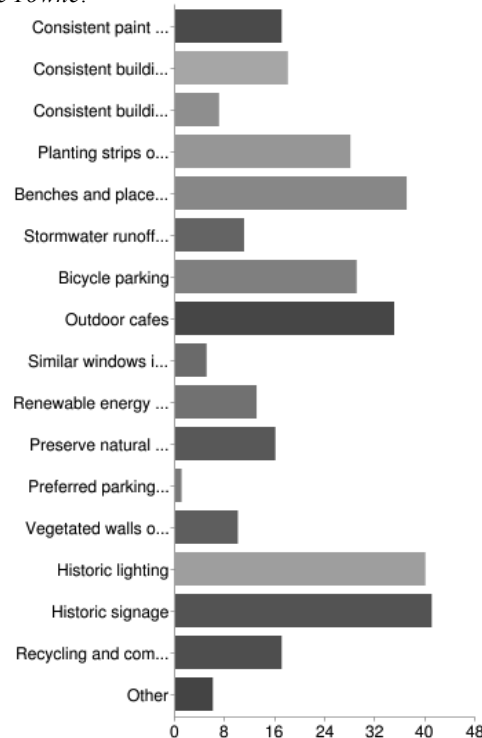 Towne.
Consistent paint ...
Consistent buildi...
Consistent buildi...
Planting strips o...
Benches and place...
Stormwater runoff...
Bicycle parking
Outdoor cafes
Similar windows i...
Renewable energy ...
Preserve natural ...
Preferred parking...
Vegetated walls o...
Historic lighting
Historic signage
Recycling and com...
Other
0 8 16 24 32 40 48